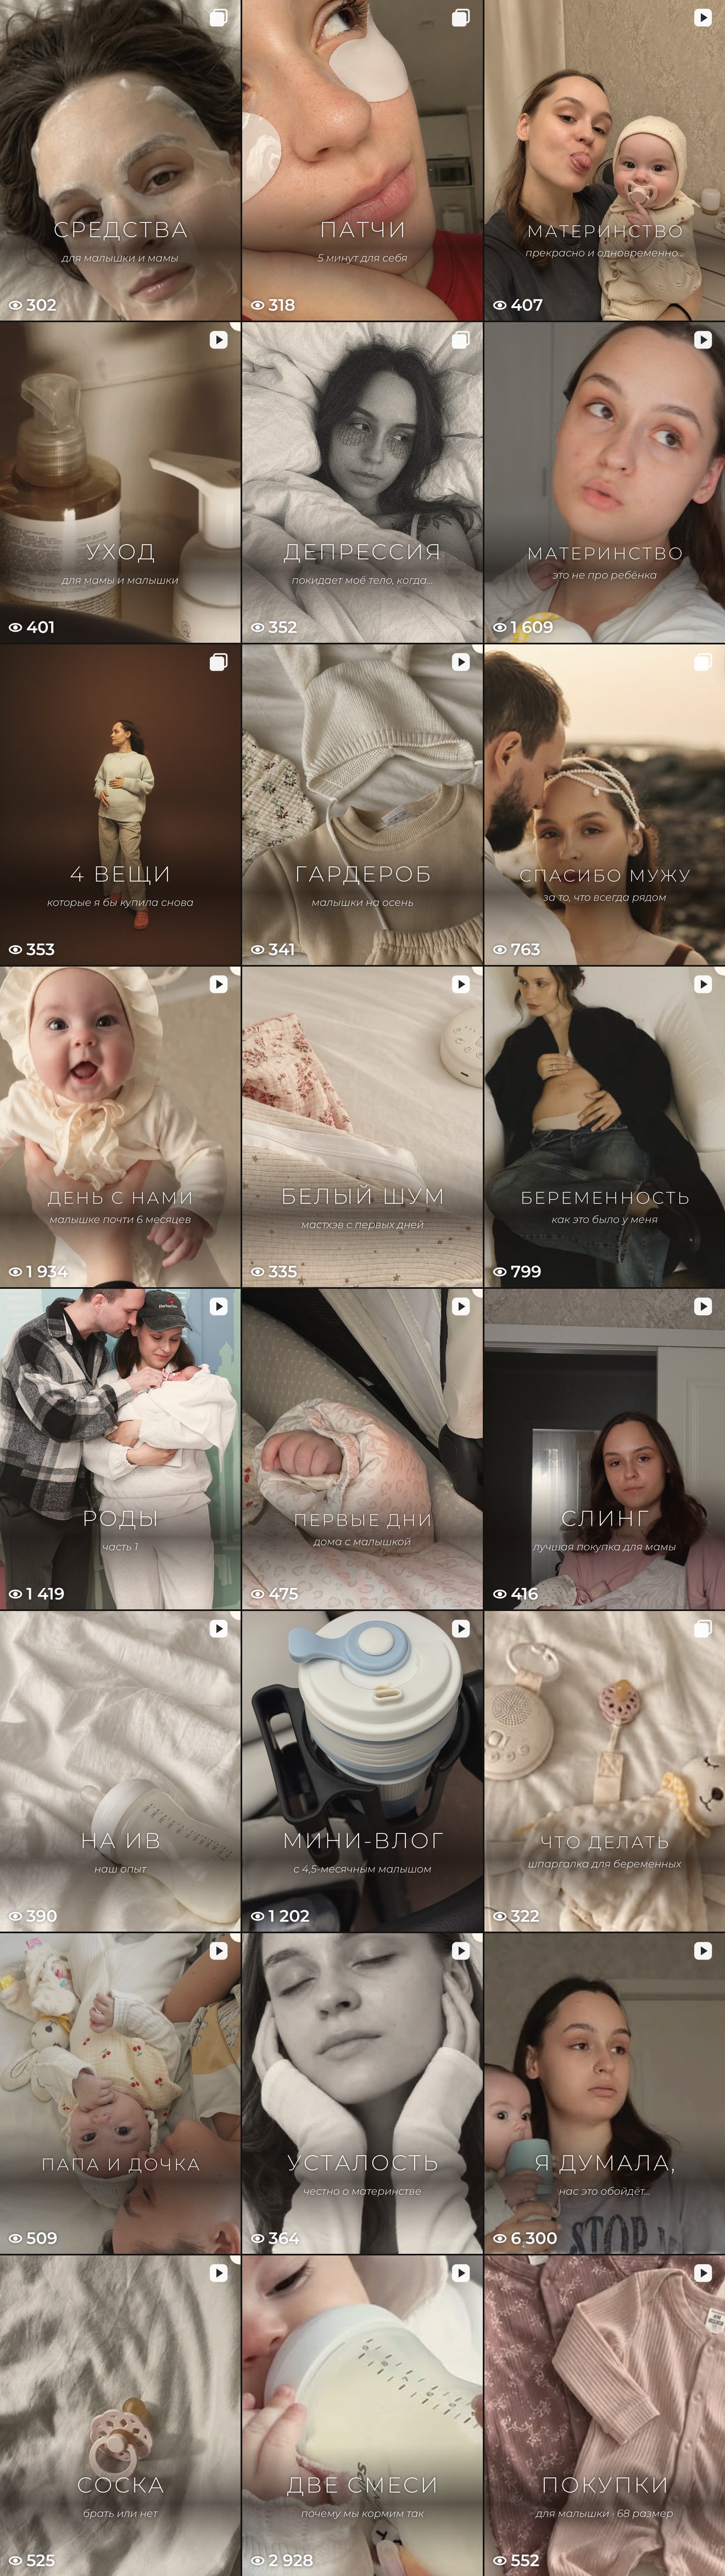 СРЕДСТВА
для малышки и мамы
302
ПАТЧИ
5 минут для себя
318
МАТЕРИНСТВО
прекрасно и одновременно...
407
УХОД
для мамы и малышки
401
ДЕПРЕССИЯ
покидает моё тело, когда...
352
МАТЕРИНСТВО
это не про ребёнка
1 609
4 ВЕЩИ
которые я бы купила снова
353
ГАРДЕРОБ
малышки на осень
341
СПАСИБО МУЖУ
за то, что всегда рядом
763
ДЕНЬ С НАМИ
малышке почти 6 месяцев
1 934
БЕЛЫЙ ШУМ
мастхэв с первых дней
335
БЕРЕМЕННОСТЬ
как это было у меня
799
РОДЫ
часть 1
1 419
ПЕРВЫЕ ДНИ
дома с малышкой
475
СЛИНГ
лучшая покупка для мамы
416
НА ИВ
наш опыт
390
МИНИ-ВЛОГ
с 4,5-месячным малышом
1 202
ЧТО ДЕЛАТЬ
шпаргалка для беременных
322
ПАПА И ДОЧКА
509
УСТАЛОСТЬ
честно о материнстве
364
Я ДУМАЛА,
нас это обойдёт...
STOP
6 300
СОСКА
брать или нет
525
ДВЕ СМЕСИ
почему мы кормим так
2 928
ПОКУПКИ
для малышки · 68 размер
552